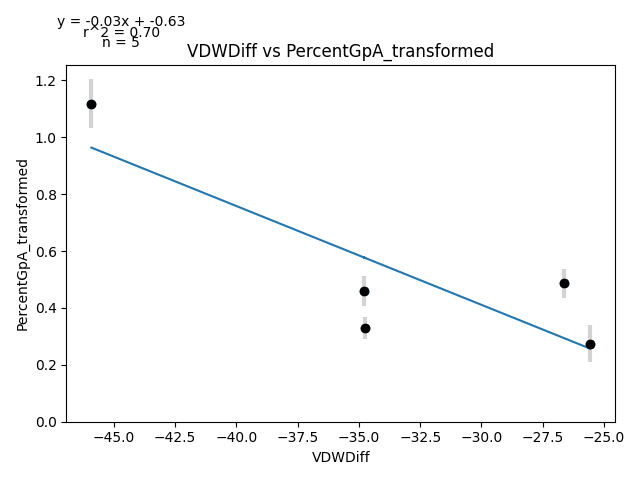 y = -0.03x + -0.63
r^2 = 0.70
n = 5
VDWDiff vs PercentGpA_transformed
PercentGpA_transformed
1.2
1.0
0.8
0.6
0.4
0.2
0.0
−45.0 −42.5 −40.0 −37.5 −35.0 −32.5 −30.0 −27.5 −25.0
VDWDiff